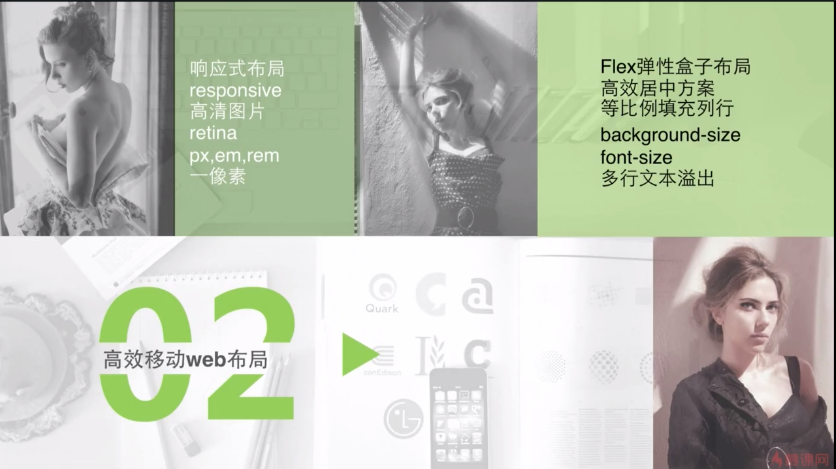 响应式布局
responsive
高清图片
retina
px,em,rem
一像素
Flex弹性盒子布局
高效居中方案
等比例填充列行
background-size
font-size
多行文本溢出
02
高效移动web布局
Quark
C a
c
LG
慕课网